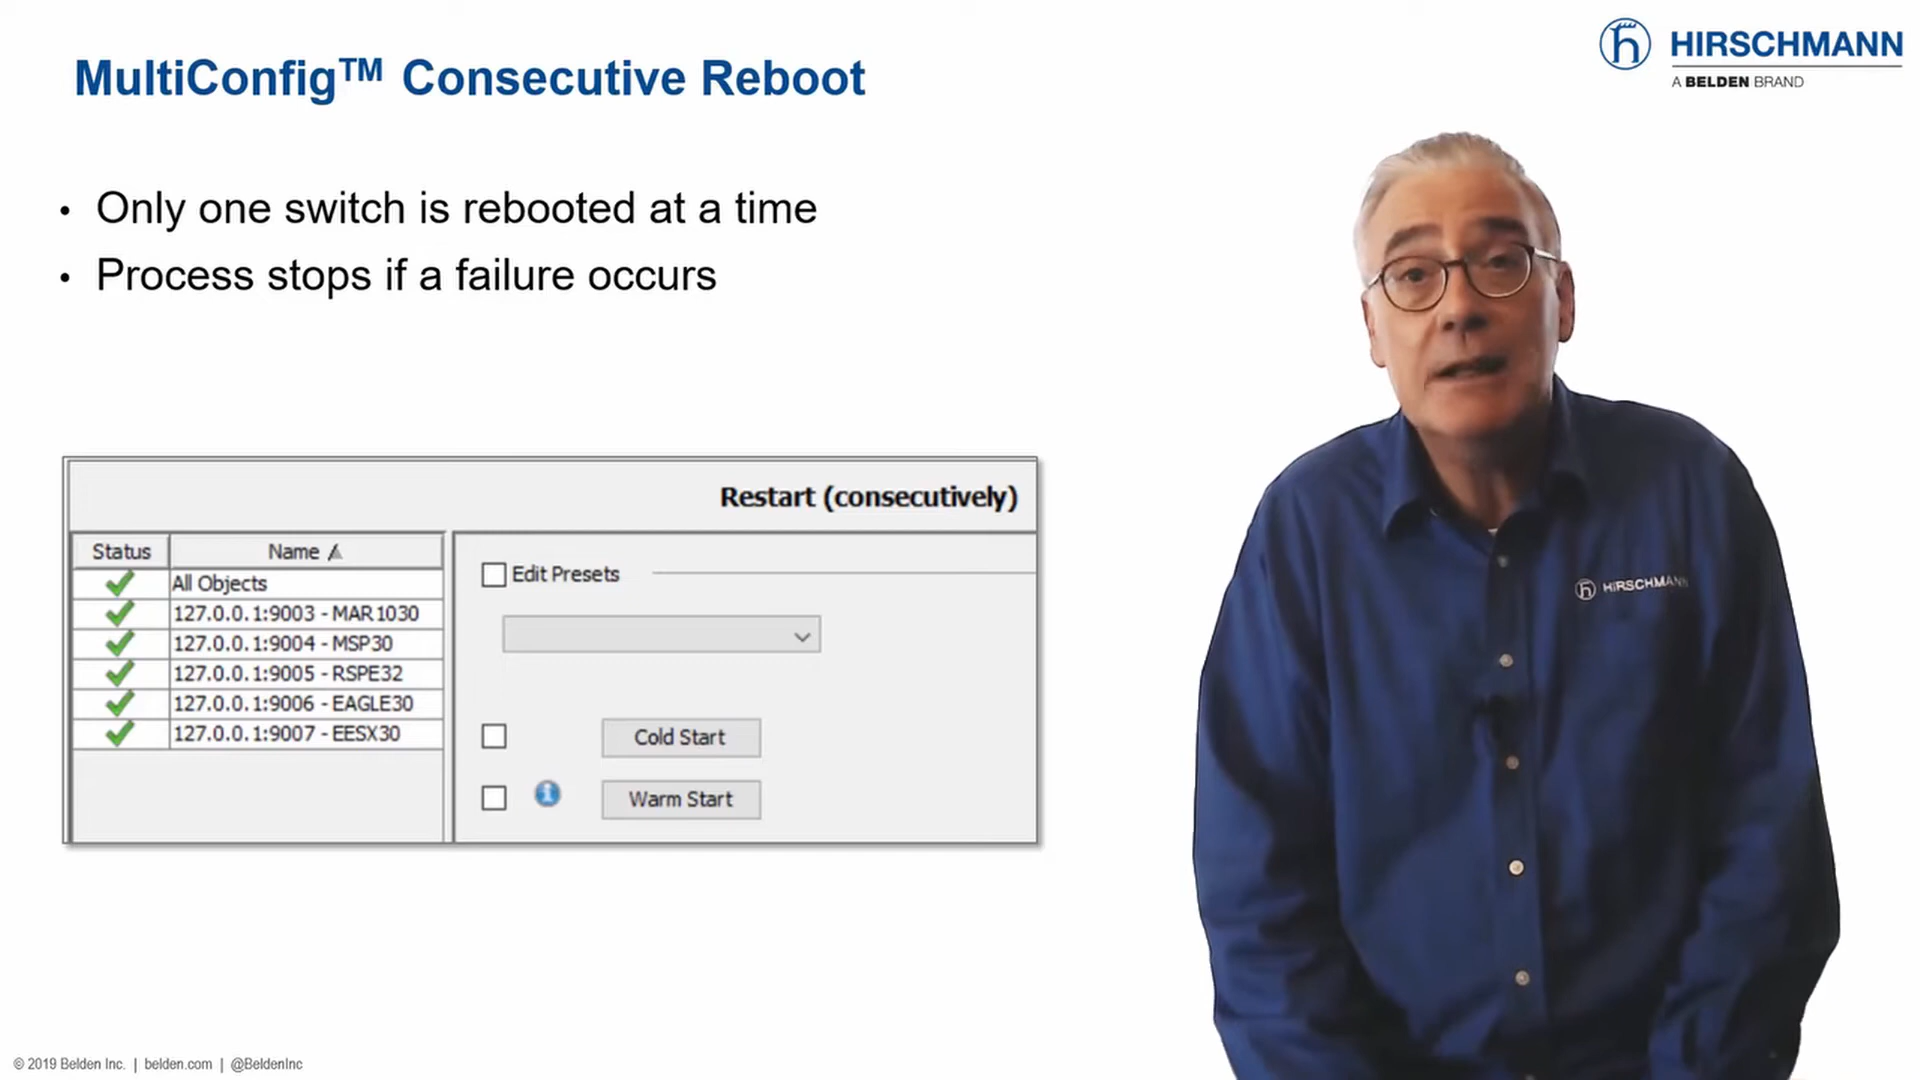 MultiConfig™ Consecutive Reboot
HIRSCHMANN
A BELDEN BRAND
• Only one switch is rebooted at a time
• Process stops if a failure occurs
Restart (consecutively)
Status Name
All Objects
127.0.0.1:9003 - MAR1030
127.0.0.1:9004 - MSP30
127.0.0.1:9005 - RSPE32
127.0.0.1:9006 - EAGLE30
127.0.0.1:9007 - EESX30
Edit Presets
Cold Start
Warm Start
HIRSCHMANN
© 2019 Belden Inc. | belden.com | @BeldenInc